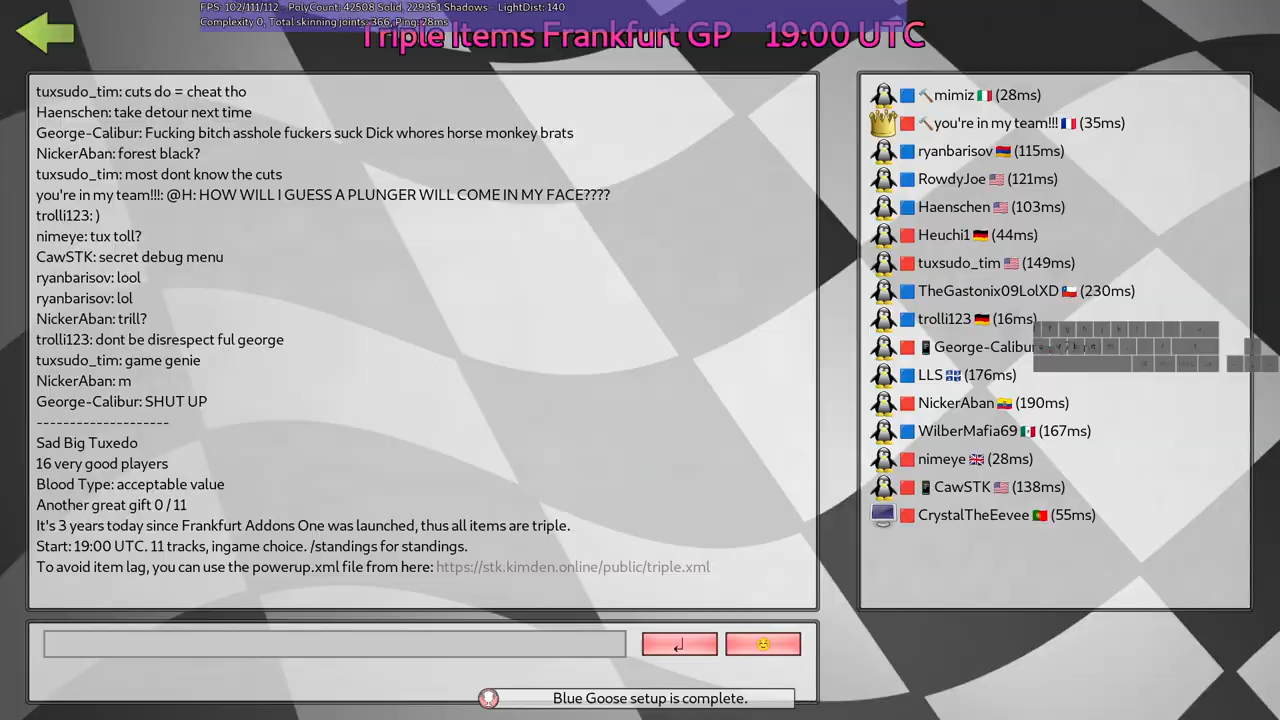 FPS: 102/111/112 - PolyCount: 42508 Solid, 229351 Shadows - LightDist: 140
Complexity 0, Total skinning joints: 366, Ping: 28ms
Triple Items Frankfurt GP 19:00 UTC
tuxsudo_tim: cuts do = cheat tho
Haenschen: take detour next time
George-Calibur: Fucking bitch asshole fuckers suck Dick whores horse monkey brats
NickerAban: forest black?
tuxsudo_tim: most don't know the cuts
you're in my team!!!: @H: HOW WILL I GUESS A PLUNGER WILL COME IN MY FACE????
trolli123: )
nimeye: tux toll?
CawSTK: secret debug menu
ryanbarisov: lool
ryanbarisov: lol
NickerAban: trill?
trolli123: dont be disrespect ful george
tuxsudo_tim: game genie
NickerAban: m
George-Calibur: SHUT UP
--------------------
Sad Big Tuxedo
16 very good players
Blood Type: acceptable value
Another great gift 0 / 11
It's 3 years today since Frankfurt Addons One was launched, thus all items are triple.
Start: 19:00 UTC. 11 tracks, ingame choice. /standings for standings.
To avoid item lag, you can use the powerup.xml file from here: https://stk.kimden.online/public/triple.xml
mimiz (28ms)
you're in my team!!! (35ms)
ryanbarisov (115ms)
RowdyJoe (121ms)
Haenschen (103ms)
Heuchi1 (44ms)
tuxsudo_tim (149ms)
TheGastonix09LolXD (230ms)
trolli123 (16ms)
George-Calibur
LLS (176ms)
NickerAban (190ms)
WilberMafia69 (167ms)
nimeye (28ms)
CawSTK (138ms)
CrystalTheEevee (55ms)
Blue Goose setup is complete.